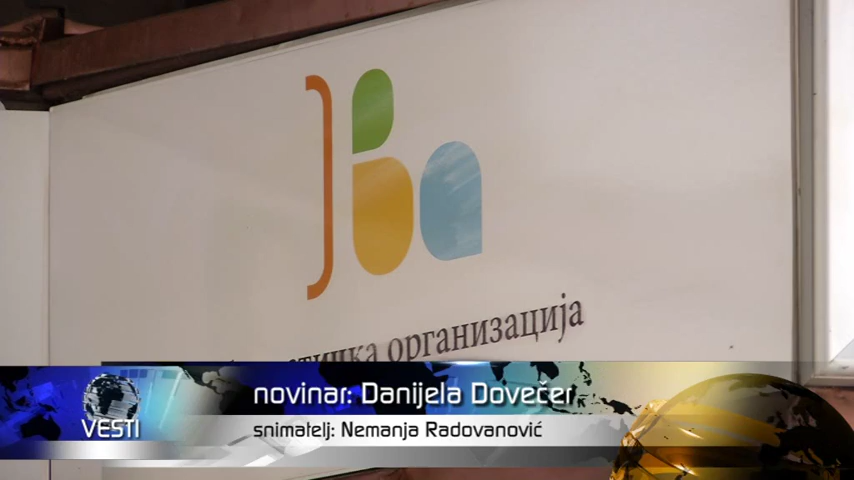 организација
novinar: Danijela Dovečer
snimatelj: Nemanja Radovanović
VESTI